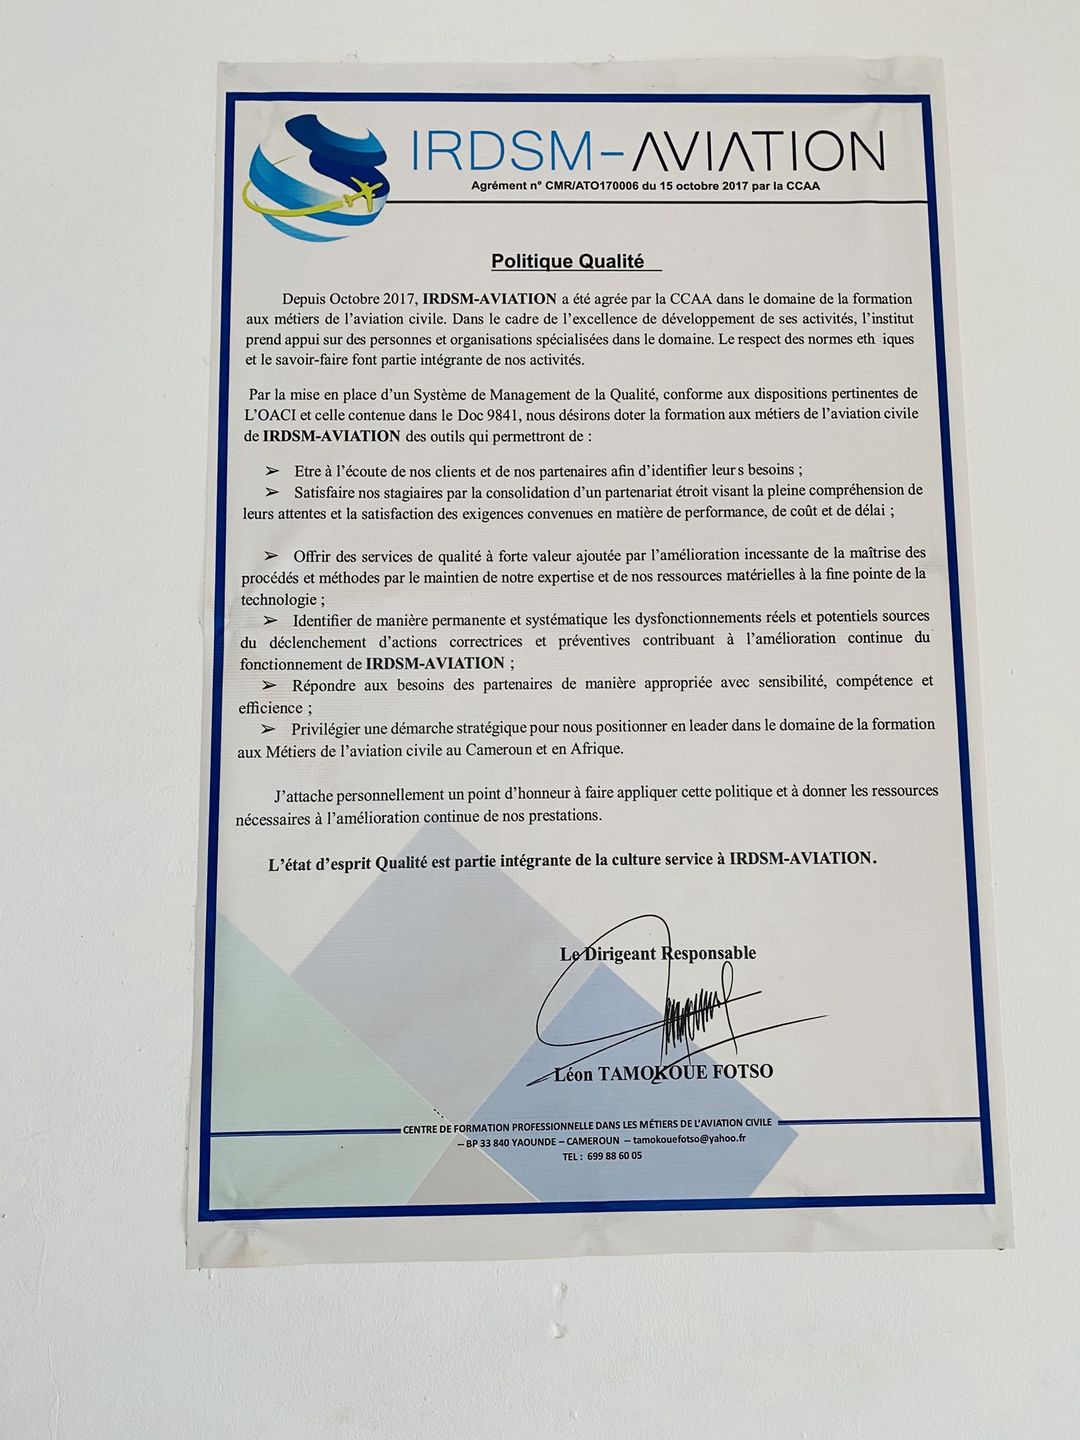 IRDSM-AVIATION
Agrément n° CMR/ATO170006 du 15 octobre 2017 par la CCAA
Politique Qualité
Depuis Octobre 2017, IRDSM-AVIATION a été agrée par la CCAA dans le domaine de la formation
aux métiers de l'aviation civile. Dans le cadre de l'excellence de développement de ses activités, l'institut
prend appui sur des personnes et organisations spécialisées dans le domaine. Le respect des normes eth iques
et le savoir-faire font partie intégrante de nos activités.
Par la mise en place d'un Système de Management de la Qualité, conforme aux dispositions pertinentes de
L'OACI et celle contenue dans le Doc 9841, nous désirons doter la formation aux métiers de l'aviation civile
de IRDSM-AVIATION des outils qui permettront de :
➢ Etre à l'écoute de nos clients et de nos partenaires afin d'identifier leurs besoins ;
➢ Satisfaire nos stagiaires par la consolidation d'un partenariat étroit visant la pleine compréhension de
leurs attentes et la satisfaction des exigences convenues en matière de performance, de coût et de délai ;
➢ Offrir des services de qualité à forte valeur ajoutée par l'amélioration incessante de la maîtrise des
procédés et méthodes par le maintien de notre expertise et de nos ressources matérielles à la fine pointe de la
technologie ;
➢ Identifier de manière permanente et systématique les dysfonctionnements réels et potentiels sources
du déclenchement d'actions correctrices et préventives contribuant à l'amélioration continue du
fonctionnement de IRDSM-AVIATION ;
➢ Répondre aux besoins des partenaires de manière appropriée avec sensibilité, compétence et
efficience ;
➢ Privilégier une démarche stratégique pour nous positionner en leader dans le domaine de la formation
aux Métiers de l'aviation civile au Cameroun et en Afrique.
J'attache personnellement un point d'honneur à faire appliquer cette politique et à donner les ressources
nécessaires à l'amélioration continue de nos prestations.
L'état d'esprit Qualité est partie intégrante de la culture service à IRDSM-AVIATION.
Le Dirigeant Responsable
Léon TAMOKOUE FOTSO
CENTRE DE FORMATION PROFESSIONNELLE DANS LES MÉTIERS DE L'AVIATION CIVILE
– BP 33 840 YAOUNDE – CAMEROUN – tamokouefotso@yahoo.fr
TEL : 699 88 60 05